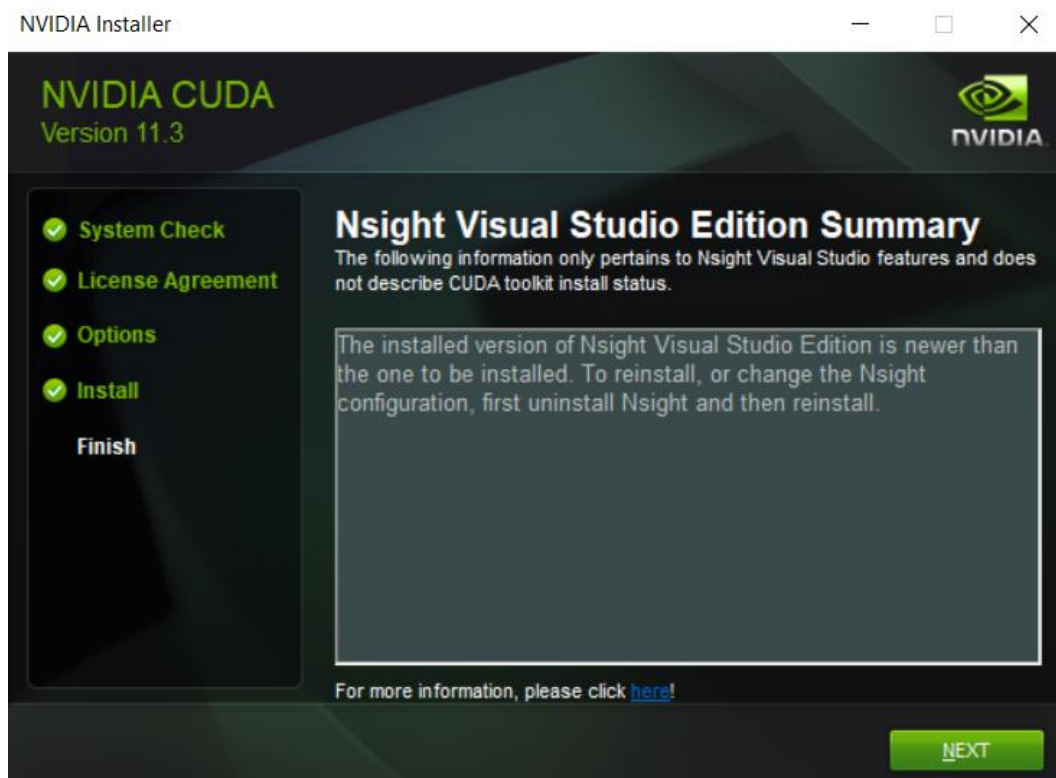 NVIDIA Installer
NVIDIA CUDA
Version 11.3
NVIDIA
System Check
License Agreement
Options
Install
Finish
Nsight Visual Studio Edition Summary
The following information only pertains to Nsight Visual Studio features and does
not describe CUDA toolkit install status.
The installed version of Nsight Visual Studio Edition is newer than
the one to be installed. To reinstall, or change the Nsight
configuration, first uninstall Nsight and then reinstall.
For more information, please click here!
NEXT